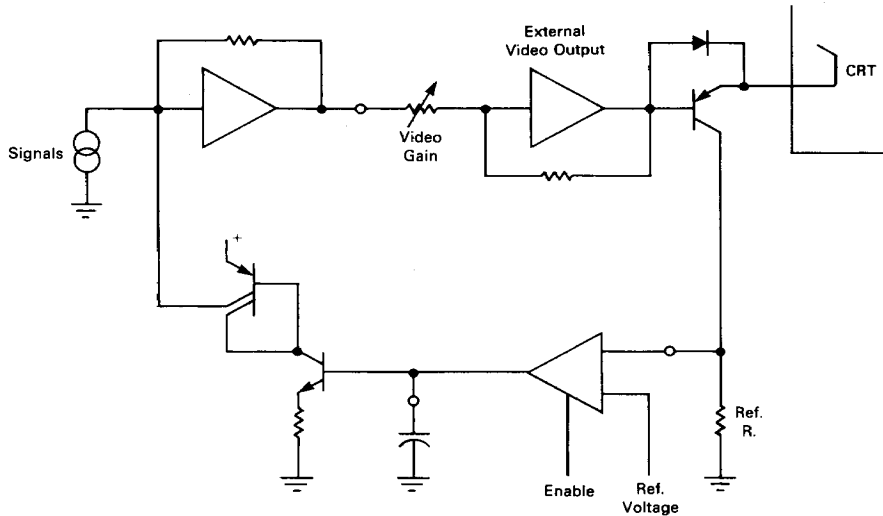 External
Video Output
CRT
Signals
Video
Gain
+
Ref.
R.
Enable
Ref.
Voltage